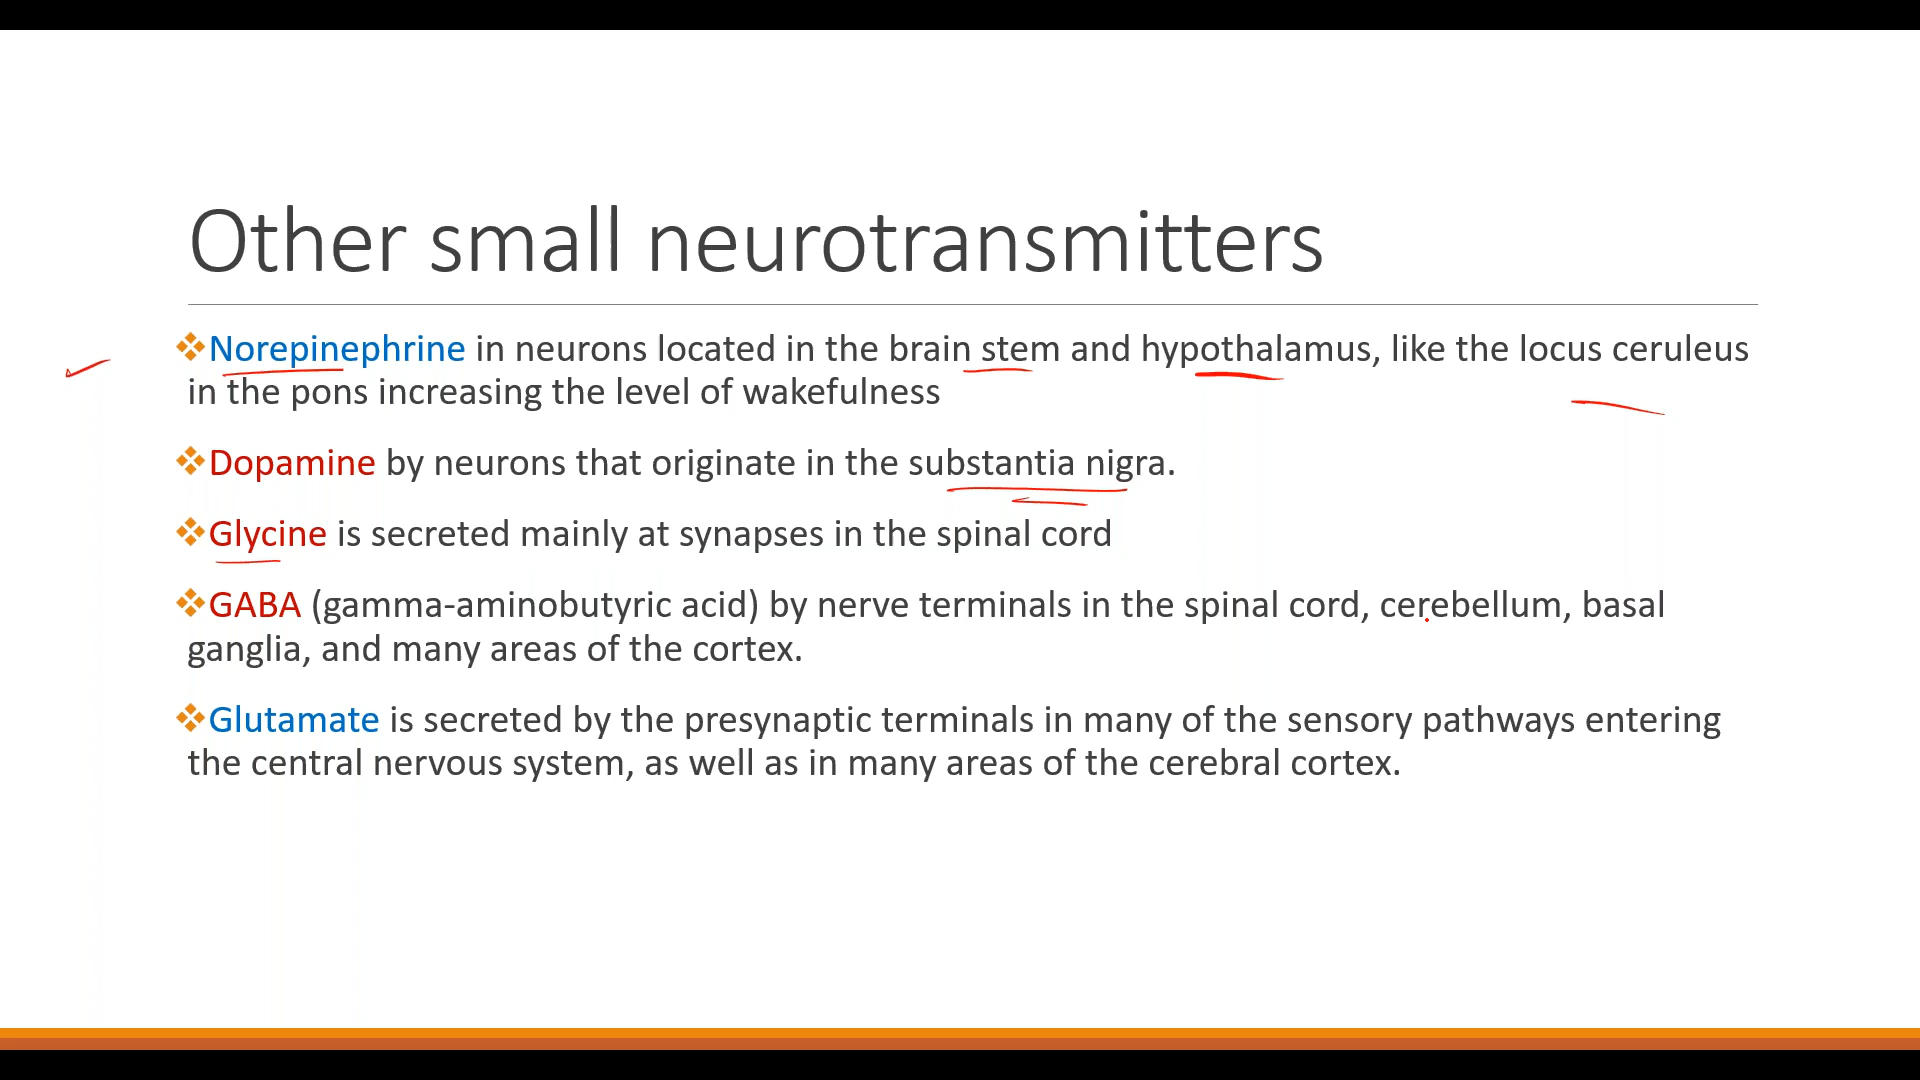 Other small neurotransmitters
❖Norepinephrine in neurons located in the brain stem and hypothalamus, like the locus ceruleus
in the pons increasing the level of wakefulness
❖Dopamine by neurons that originate in the substantia nigra.
❖Glycine is secreted mainly at synapses in the spinal cord
❖GABA (gamma-aminobutyric acid) by nerve terminals in the spinal cord, cerebellum, basal
ganglia, and many areas of the cortex.
❖Glutamate is secreted by the presynaptic terminals in many of the sensory pathways entering
the central nervous system, as well as in many areas of the cerebral cortex.